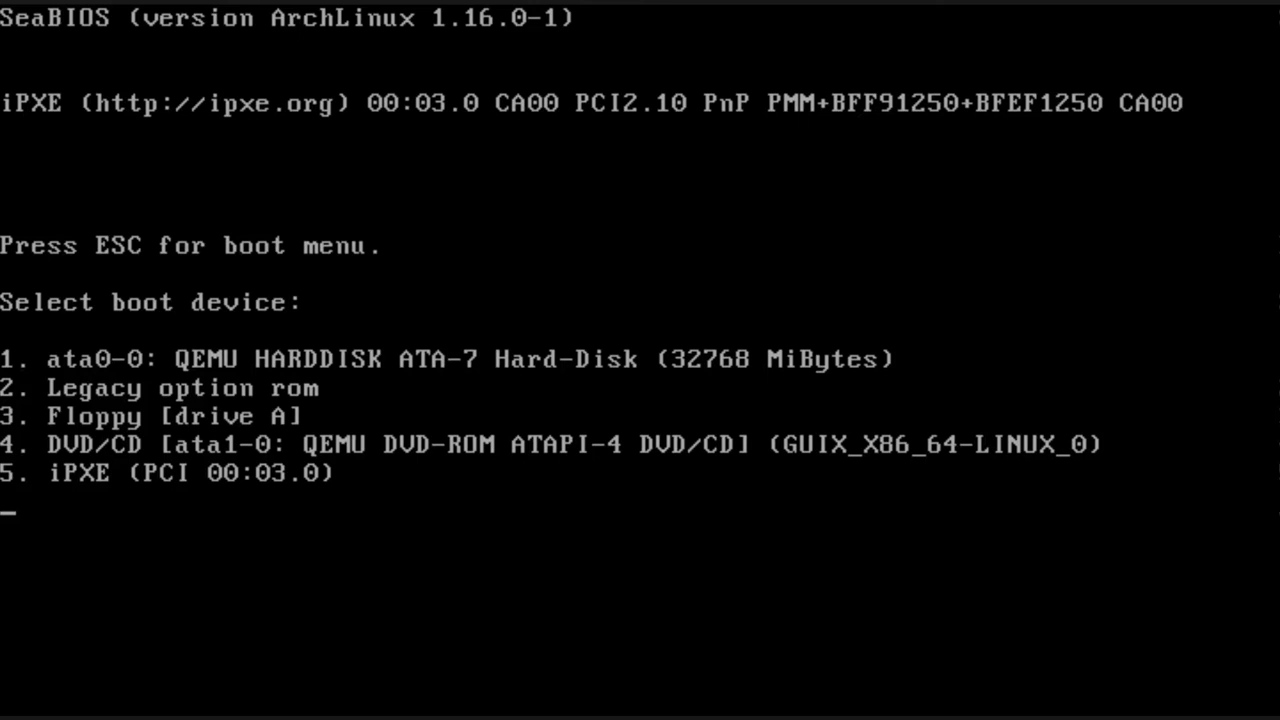 SeaBIOS (version ArchLinux 1.16.0-1)
iPXE (http://ipxe.org) 00:03.0 CA00 PCI2.10 PnP PMM+BFF91250+BFEF1250 CA00
Press ESC for boot menu.
Select boot device:
1. ata0-0: QEMU HARDDISK ATA-7 Hard-Disk (32768 MiBytes)
2. Legacy option rom
3. Floppy [drive A]
4. DVD/CD [ata1-0: QEMU DVD-ROM ATAPI-4 DVD/CD] (GUIX_X86_64-LINUX_0)
5. iPXE (PCI 00:03.0)